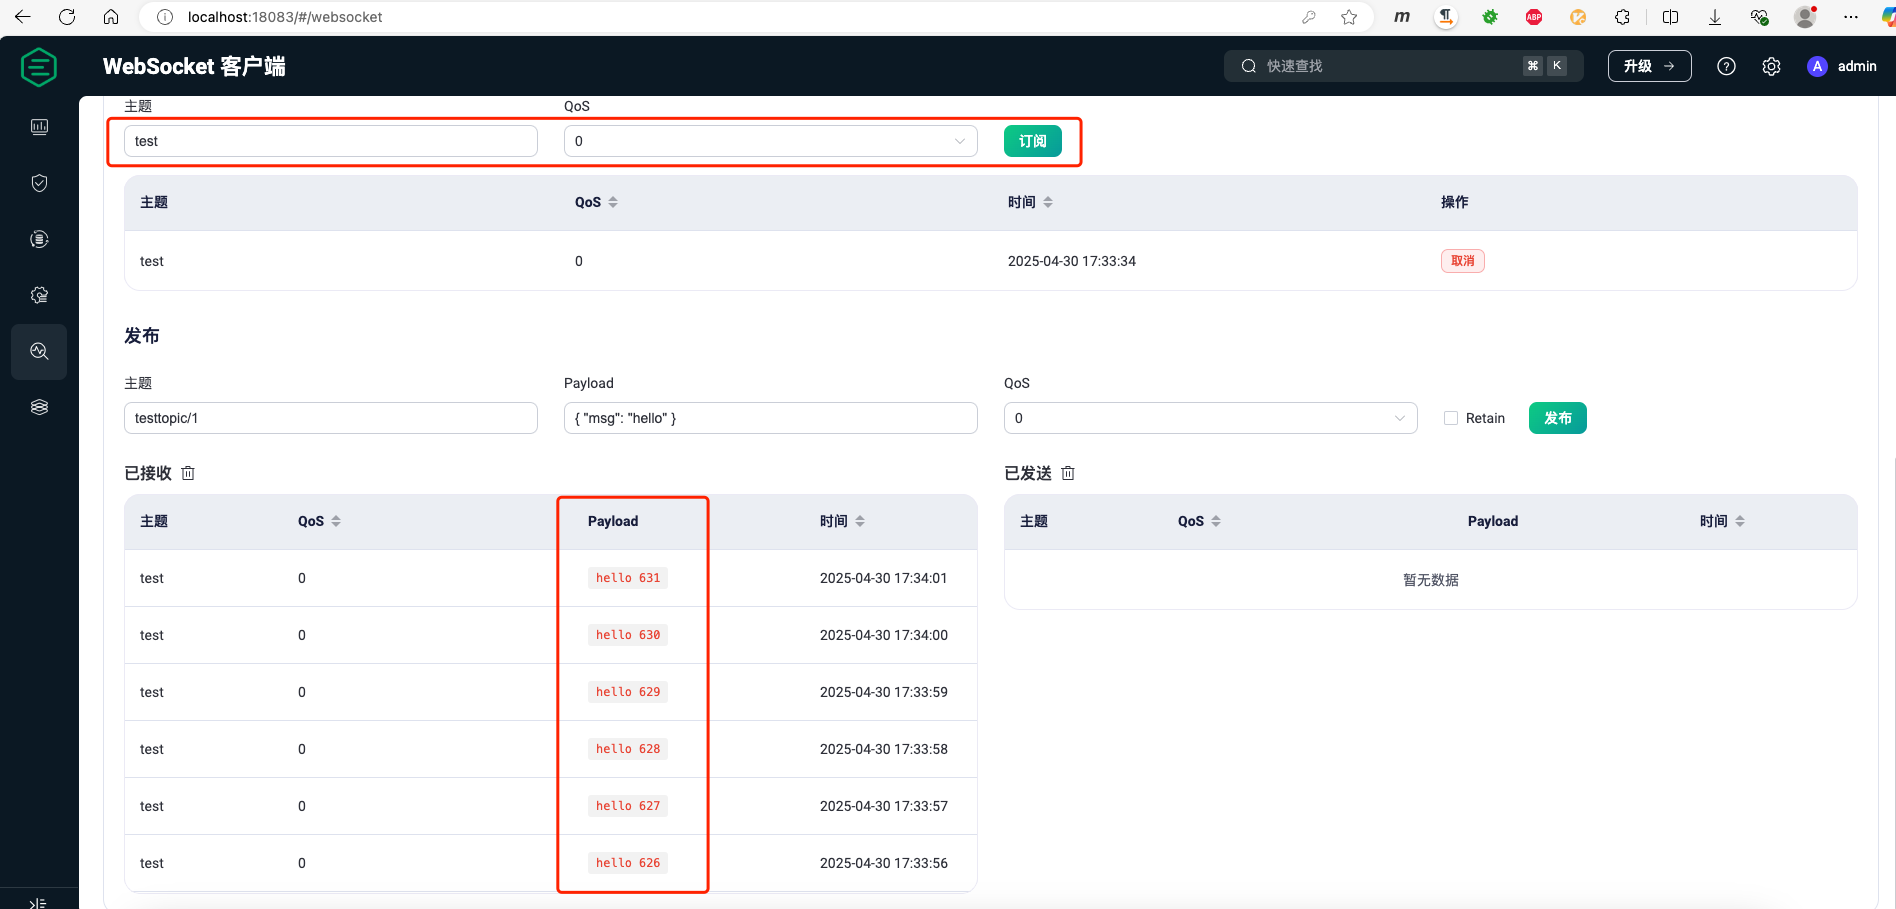 localhost:18083/#/websocket
WebSocket 客户端
快速查找
⌘ K
升级 →
A admin
主题 QoS
test 0 订阅
主题 QoS 时间 操作
test 0 2025-04-30 17:33:34 取消
发布
主题 Payload QoS
testtopic/1 { "msg": "hello" } 0 Retain 发布
已接收 已发送
主题 QoS Payload 时间
test 0 hello 631 2025-04-30 17:34:01
test 0 hello 630 2025-04-30 17:34:00
test 0 hello 629 2025-04-30 17:33:59
test 0 hello 628 2025-04-30 17:33:58
test 0 hello 627 2025-04-30 17:33:57
test 0 hello 626 2025-04-30 17:33:56
主题 QoS Payload 时间
暂无数据
m
ABP